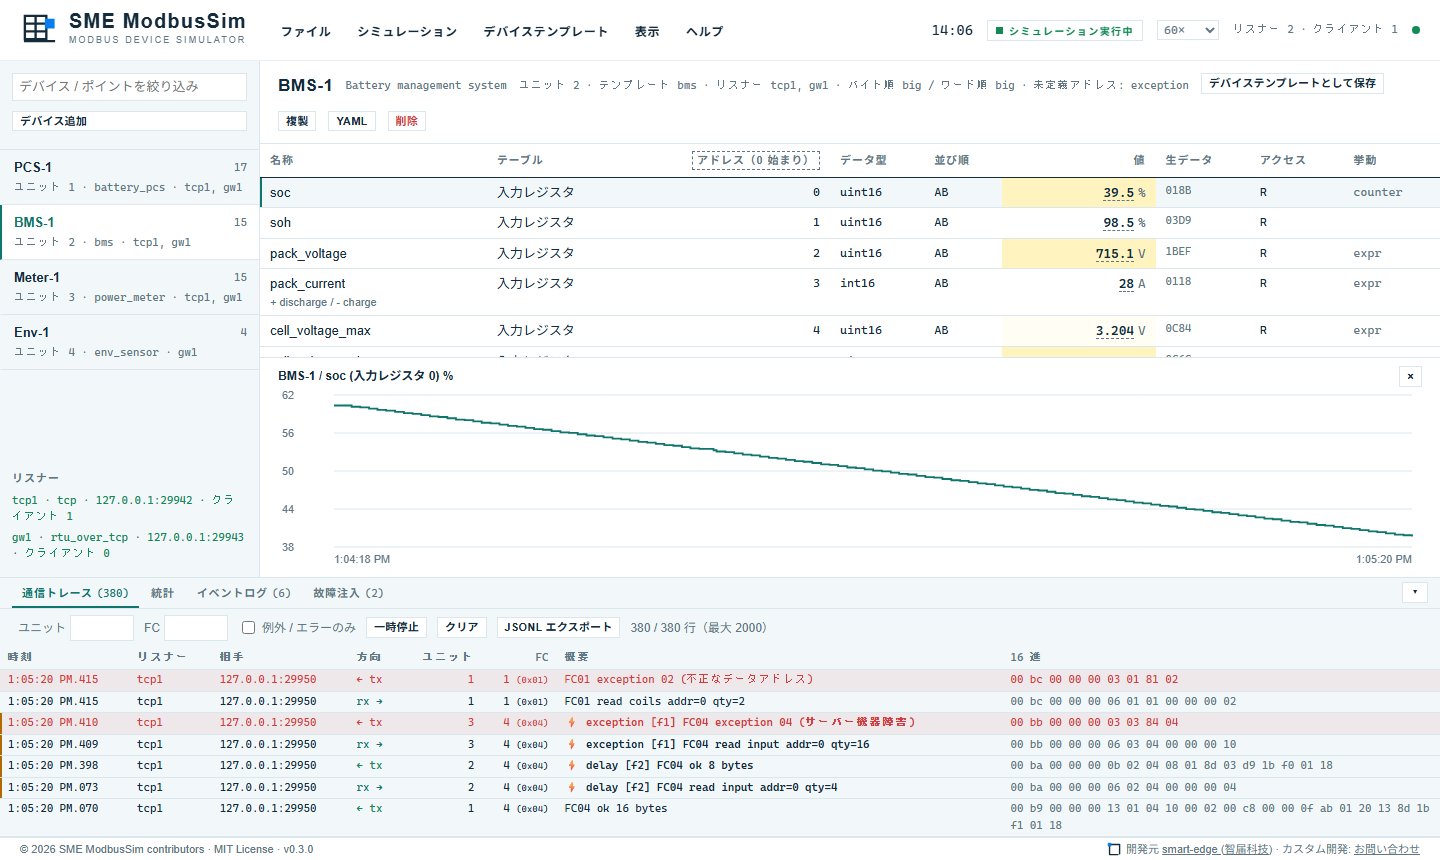 SME ModbusSim
MODBUS DEVICE SIMULATOR
ファイル シミュレーション デバイステンプレート 表示 ヘルプ
14:06 シミュレーション実行中 60× リスナー 2 · クライアント 1
デバイス / ポイントを絞り込み
デバイス追加
PCS-1 17
ユニット 1 · battery_pcs · tcp1, gw1
BMS-1 15
ユニット 2 · bms · tcp1, gw1
Meter-1 15
ユニット 3 · power_meter · tcp1, gw1
Env-1 4
ユニット 4 · env_sensor · gw1
リスナー
tcp1 · tcp · 127.0.0.1:29942 · クラ
イアント 1
gw1 · rtu_over_tcp · 127.0.0.1:29943
· クライアント 0
BMS-1 Battery management system ユニット 2 · テンプレート bms · リスナー tcp1, gw1 · バイト順 big / ワード順 big · 未定義アドレス: exception デバイステンプレートとして保存
複製 YAML 削除
名称 テーブル アドレス（0 始まり） データ型 並び順 値 生データ アクセス 挙動
soc 入力レジスタ 0 uint16 AB 39.5 % 018B R counter
soh 入力レジスタ 1 uint16 AB 98.5 % 03D9 R
pack_voltage 入力レジスタ 2 uint16 AB 715.1 V 1BEF R expr
pack_current 入力レジスタ 3 int16 AB 28 A 0118 R expr
+ discharge / - charge
cell_voltage_max 入力レジスタ 4 uint16 AB 3.204 V 0C84 R expr
BMS-1 / soc (入力レジスタ 0) % ×
62
56
50
44
38
1:04:18 PM 1:05:20 PM
通信トレース (380) 統計 イベントログ (6) 故障注入 (2) ▾
ユニット FC 例外 / エラーのみ 一時停止 クリア JSONL エクスポート 380 / 380 行（最大 2000）
時刻 リスナー 相手 方向 ユニット FC 概要 16 進
1:05:20 PM.415 tcp1 127.0.0.1:29950 ← tx 1 1 (0x01) FC01 exception 02 (不正なデータアドレス) 00 bc 00 00 00 03 01 81 02
1:05:20 PM.415 tcp1 127.0.0.1:29950 rx → 1 1 (0x01) FC01 read coils addr=0 qty=2 00 bc 00 00 00 06 01 01 00 00 00 02
1:05:20 PM.410 tcp1 127.0.0.1:29950 ← tx 3 4 (0x04) ⚡ exception [f1] FC04 exception 04 (サーバー機器障害) 00 bb 00 00 00 03 03 84 04
1:05:20 PM.409 tcp1 127.0.0.1:29950 rx → 3 4 (0x04) ⚡ exception [f1] FC04 read input addr=0 qty=16 00 bb 00 00 00 06 03 04 00 00 00 10
1:05:20 PM.398 tcp1 127.0.0.1:29950 ← tx 2 4 (0x04) ⚡ delay [f2] FC04 ok 8 bytes 00 ba 00 00 00 0b 02 04 08 01 8d 03 d9 1b f0 01 18
1:05:20 PM.073 tcp1 127.0.0.1:29950 rx → 2 4 (0x04) ⚡ delay [f2] FC04 read input addr=0 qty=4 00 ba 00 00 00 06 02 04 00 00 00 04
1:05:20 PM.070 tcp1 127.0.0.1:29950 ← tx 1 4 (0x04) FC04 ok 16 bytes 00 b9 00 00 00 13 01 04 10 00 02 00 c8 00 00 0f ab 01 20 13 8d 1b
f1 01 18
© 2026 SME ModbusSim contributors · MIT License · v0.3.0 開発元 smart-edge (智届科技) · カスタム開発: お問い合わせ